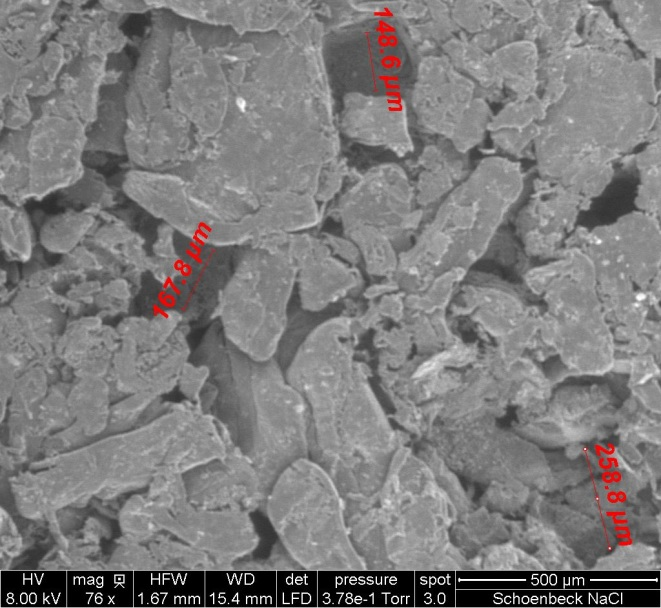 148.6 µm
167.8 µm
258.8 µm
HV mag HFW WD det pressure spot 500 µm
8.00 kV 76 x 1.67 mm 15.4 mm LFD 3.78e-1 Torr 3.0 Schoenbeck NaCl